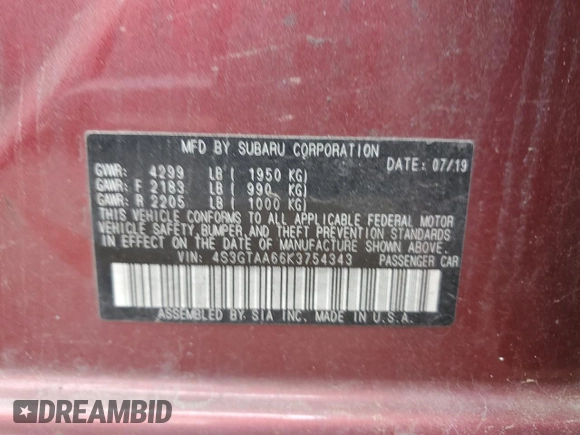 MFD BY SUBARU CORPORATION
DATE: 07/19
GVWR: 4299 LB ( 1950 KG)
GAWR: F 2183 LB ( 990 KG)
GAWR: R 2205 LB ( 1000 KG)
THIS VEHICLE CONFORMS TO ALL APPLICABLE FEDERAL MOTOR
VEHICLE SAFETY, BUMPER, AND THEFT PREVENTION STANDARDS
IN EFFECT ON THE DATE OF MANUFACTURE SHOWN ABOVE.
VIN: 4S3GTAA66K3754343 PASSENGER CAR
ASSEMBLED BY SIA INC. MADE IN U.S.A.
DREAMBID